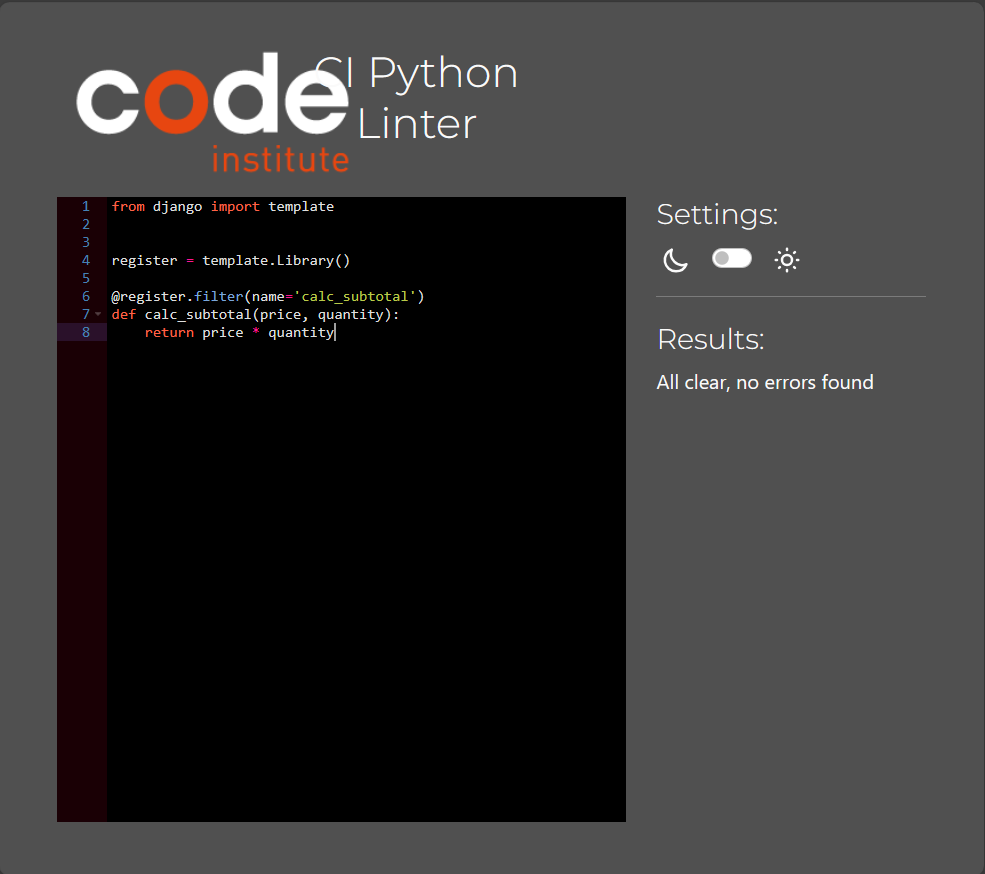 code
institute
CI Python
Linter
1 from django import template
2
3
4 register = template.Library()
5
6 @register.filter(name='calc_subtotal')
7 def calc_subtotal(price, quantity):
8     return price * quantity
Settings:
Results:
All clear, no errors found